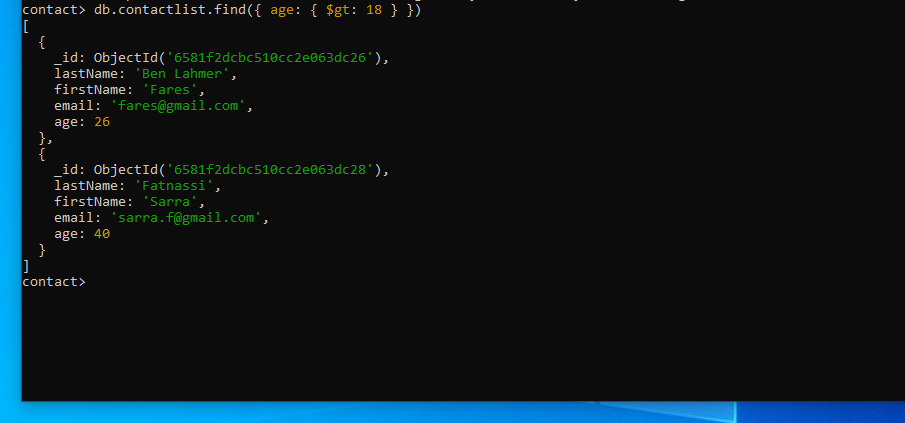 contact> db.contactlist.find({ age: { $gt: 18 } })
[
  {
    _id: ObjectId('6581f2dcbc510cc2e063dc26'),
    lastName: 'Ben Lahmer',
    firstName: 'Fares',
    email: 'fares@gmail.com',
    age: 26
  },
  {
    _id: ObjectId('6581f2dcbc510cc2e063dc28'),
    lastName: 'Fatnassi',
    firstName: 'Sarra',
    email: 'sarra.f@gmail.com',
    age: 40
  }
]
contact>